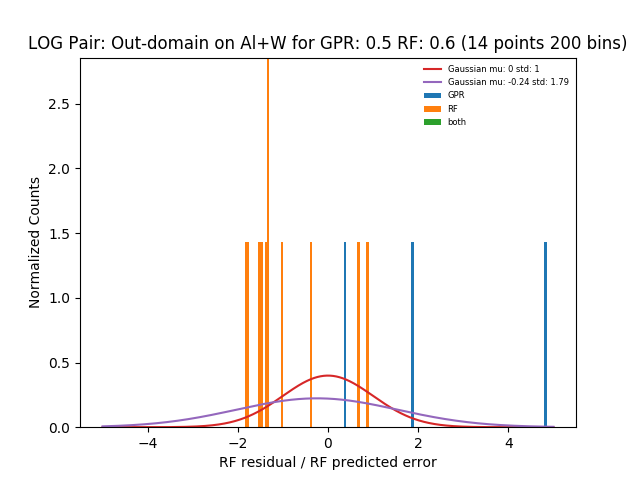 LOG Pair: Out-domain on Al+W for GPR: 0.5 RF: 0.6 (14 points 200 bins)
Gaussian mu: 0 std: 1
Gaussian mu: -0.24 std: 1.79
GPR
RF
both
Normalized Counts
2.5
2.0
1.5
1.0
0.5
0.0
−4 −2 0 2 4
RF residual / RF predicted error